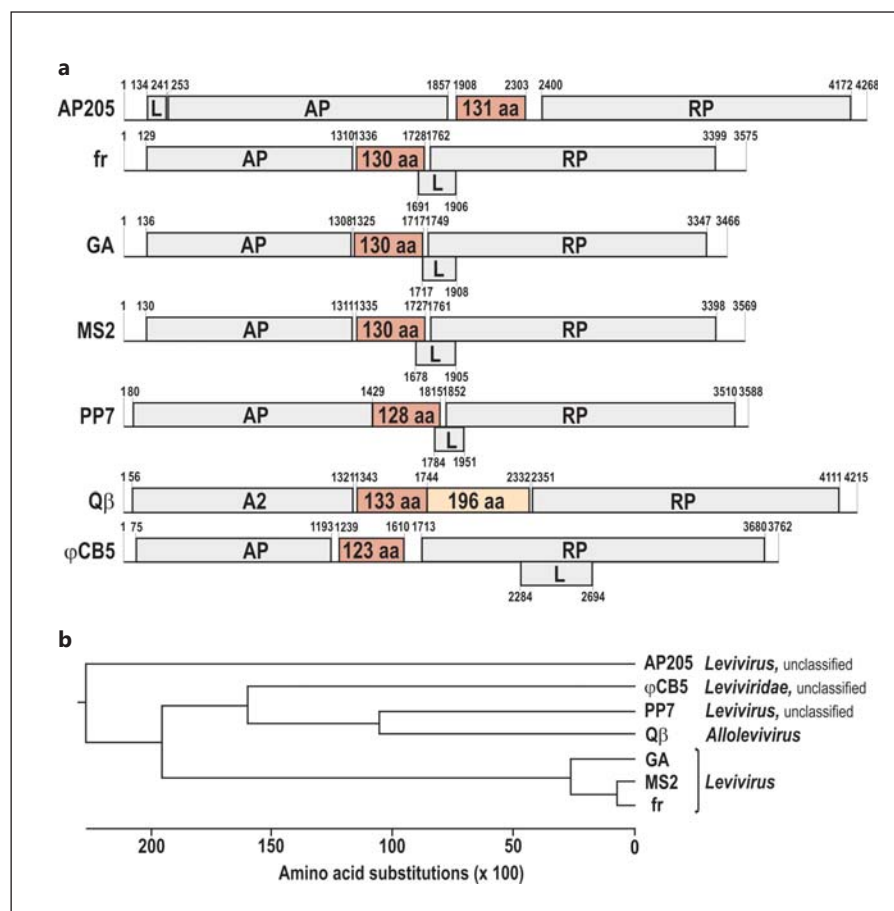 a
1 134 241 253 1857 1908 2303 2400 4172 4268
AP205 L AP 131 aa RP
1 129 1310 1336 1728 1762 3399 3575
fr AP 130 aa RP
L
1691 1906
1 136 1308 1325 1717 1749 3347 3466
GA AP 130 aa RP
L
1717 1908
1 130 1311 1335 1727 1761 3398 3569
MS2 AP 130 aa RP
L
1678 1905
1 80 1429 1815 1852 3510 3588
PP7 AP 128 aa RP
L
1784 1951
1 56 1321 1343 1744 2332 2351 4111 4215
Qβ A2 133 aa 196 aa RP
1 75 1193 1239 1610 1713 3680 3762
φCB5 AP 123 aa RP
L
2284 2694
b
AP205 Levivirus, unclassified
φCB5 Leviviridae, unclassified
PP7 Levivirus, unclassified
Qβ Allolevivirus
GA
MS2 Levivirus
fr
200 150 100 50 0
Amino acid substitutions (x 100)